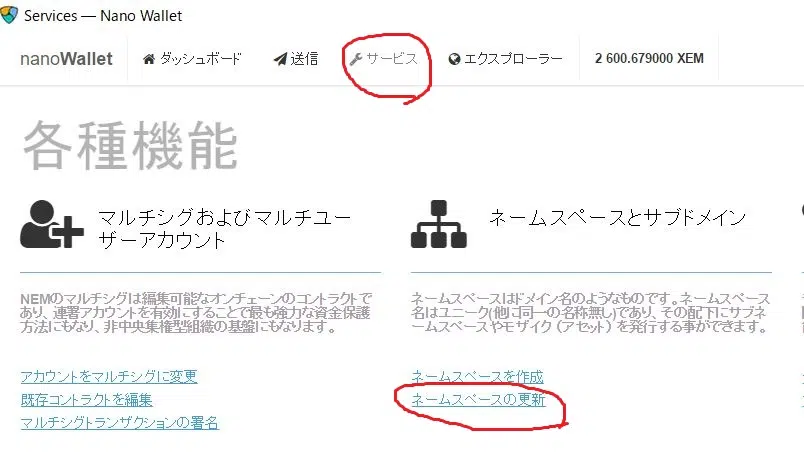 Services — Nano Wallet
nanoWallet ダッシュボード 送信 サービス エクスプローラー 2 600.679000 XEM
各種機能
マルチシグおよびマルチユー
ザーアカウント
ネームスペースとサブドメイン
NEMのマルチシグは編集可能なオンチェーンのコントラクトで
あり、連署アカウントを有効にすることで最も強力な資金保護
方法にもなり、非中央集権型組織の基盤にもなります。
ネームスペースはドメイン名のようなものです。ネームスペース
名はユニーク(他に同一の名称無し)であり、その配下にサブネ
ームスペースやモザイク（アセット）を発行する事ができます。
アカウントをマルチシグに変更
既存コントラクトを編集
マルチシグトランザクションの署名
ネームスペースを作成
ネームスペースの更新